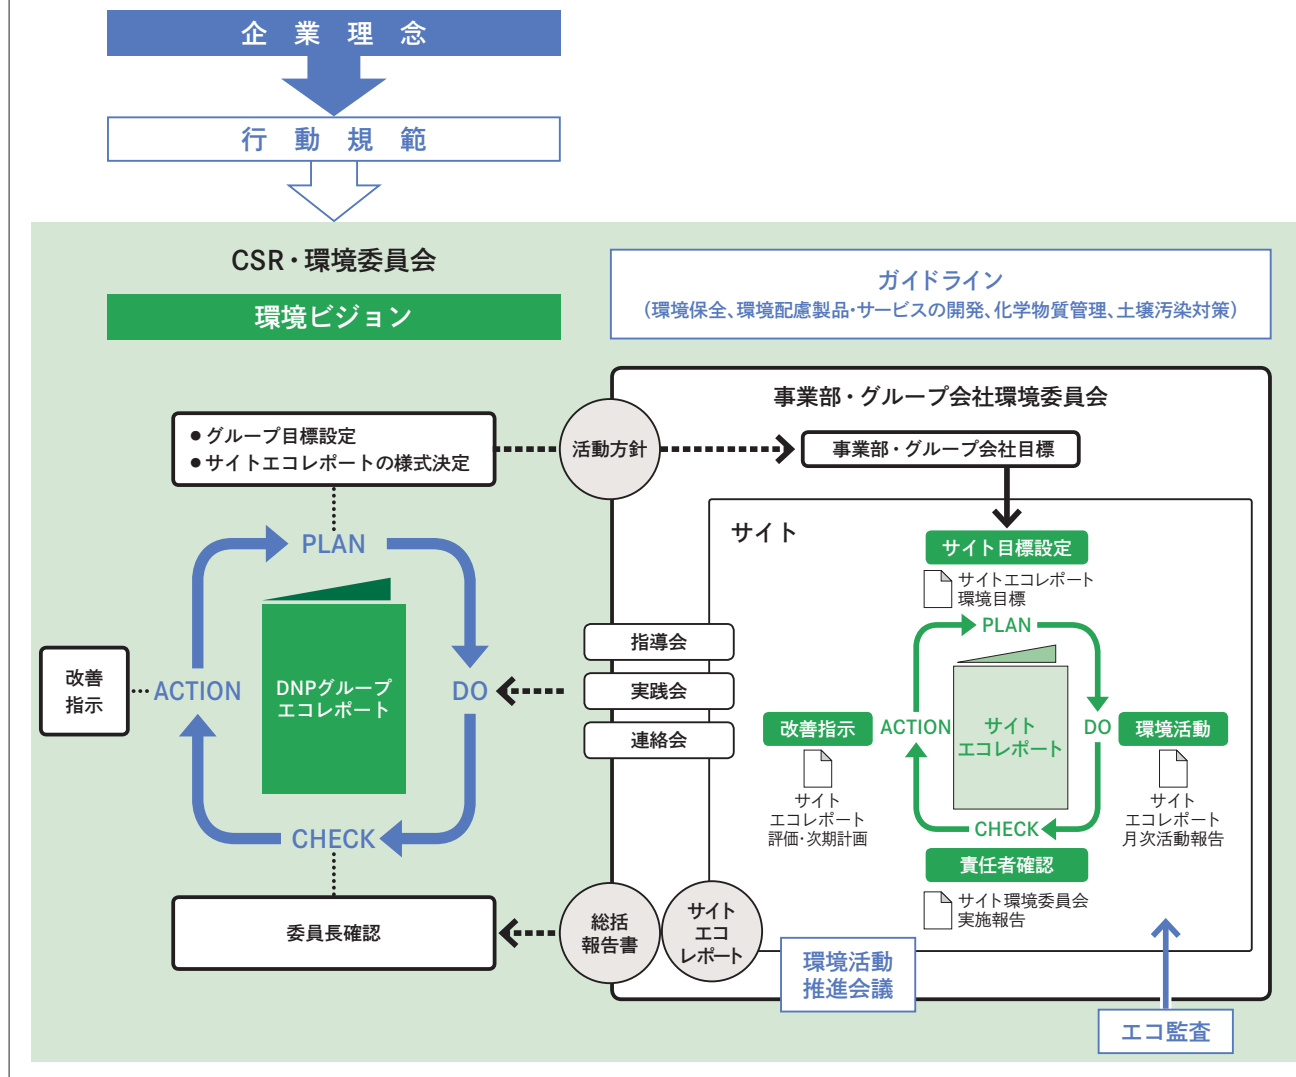 企業理念
行動規範
CSR・環境委員会
環境ビジョン
ガイドライン
(環境保全、環境配慮製品・サービスの開発、化学物質管理、土壌汚染対策)
● グループ目標設定
● サイトエコレポートの様式決定
PLAN
DO
CHECK
ACTION
改善
指示
DNPグループ
エコレポート
委員長確認
活動方針
指導会
実践会
連絡会
総括
報告書
サイト
エコ
レポート
事業部・グループ会社環境委員会
事業部・グループ会社目標
サイト
サイト目標設定
サイトエコレポート
環境目標
PLAN
DO
CHECK
ACTION
サイト
エコレポート
環境活動
サイト
エコレポート
月次活動報告
責任者確認
サイト環境委員会
実施報告
改善指示
サイト
エコレポート
評価・次期計画
環境活動
推進会議
エコ監査